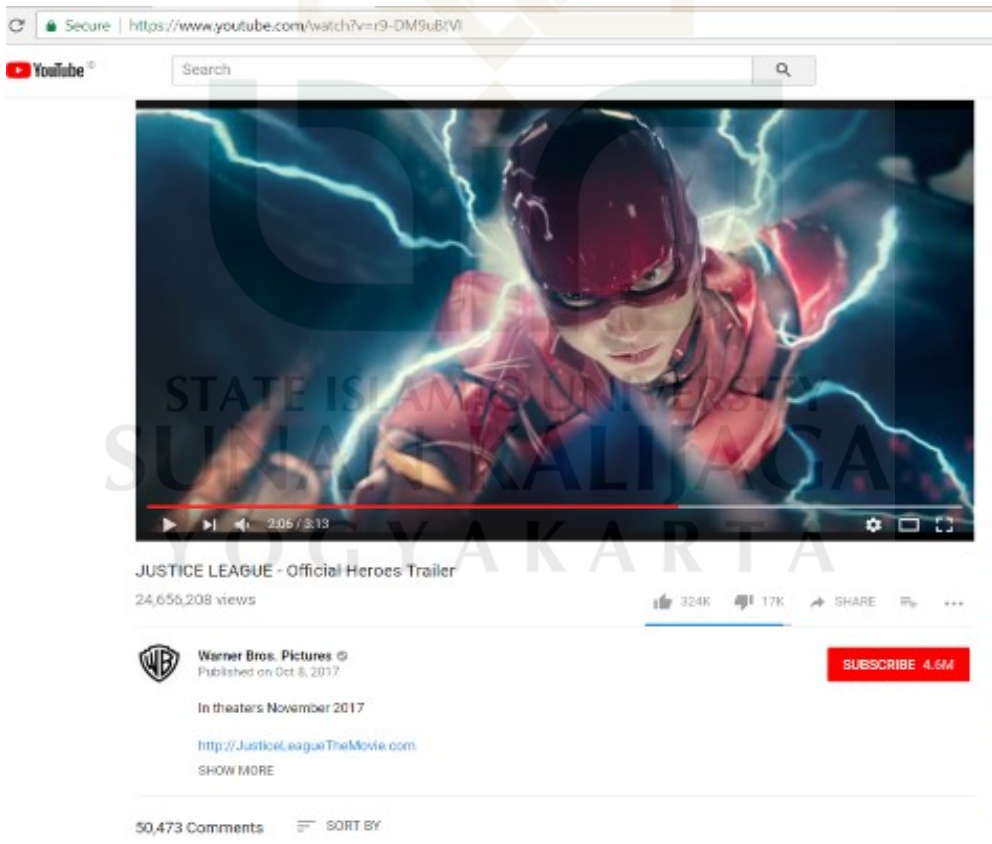 Secure | https://www.youtube.com/watch?v=r9-DM9uBtVI
YouTube
Search
STATE ISLAMIC UNIVERSITY
SUNAN KALIJAGA
YOGYAKARTA
2:06 / 3:13
JUSTICE LEAGUE - Official Heroes Trailer
24,656,208 views
324K 17K SHARE
WB
Warner Bros. Pictures
Published on Oct 8, 2017
SUBSCRIBE 4.6M
In theaters November 2017
http://JusticeLeagueTheMovie.com
SHOW MORE
50,473 Comments SORT BY